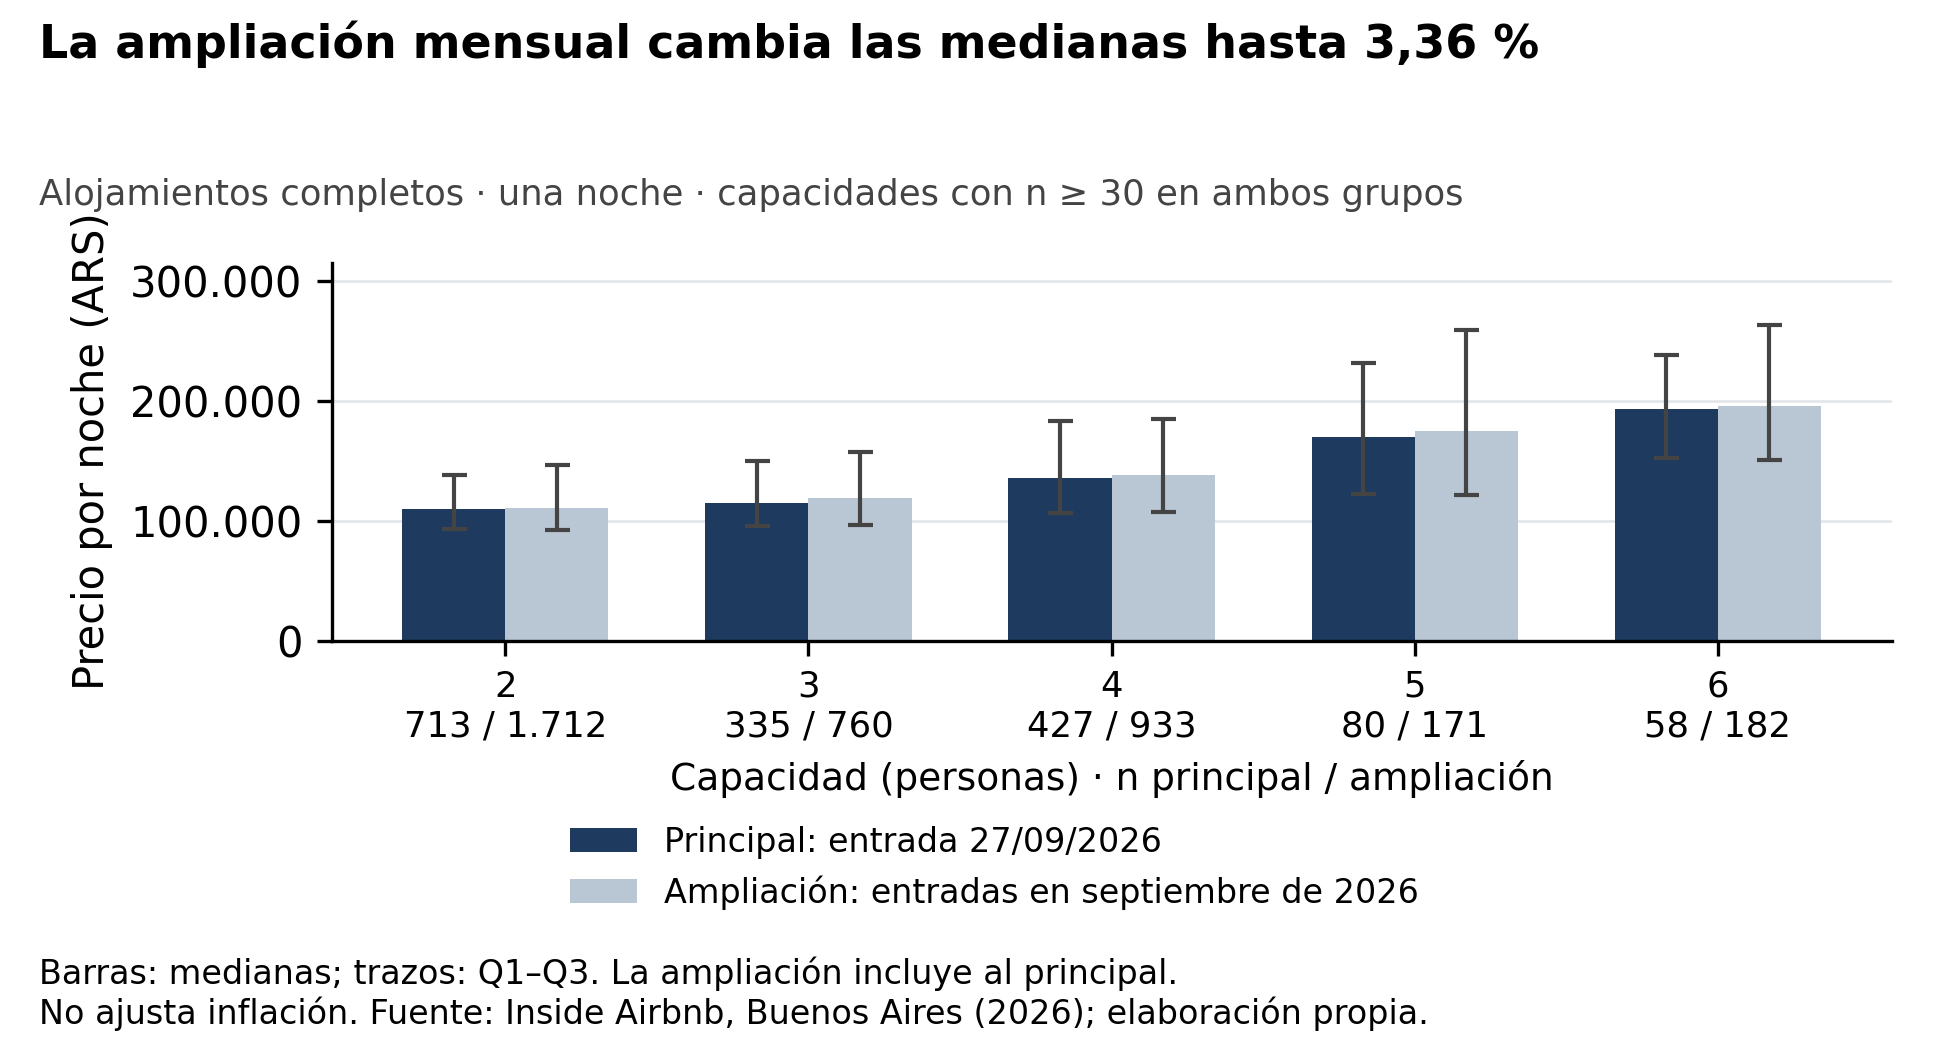 La ampliación mensual cambia las medianas hasta 3,36 %
Alojamientos completos · una noche · capacidades con n ≥ 30 en ambos grupos
Precio por noche (ARS)
300.000
200.000
100.000
0
2
713 / 1.712
3
335 / 760
4
427 / 933
5
80 / 171
6
58 / 182
Capacidad (personas) · n principal / ampliación
Principal: entrada 27/09/2026
Ampliación: entradas en septiembre de 2026
Barras: medianas; trazos: Q1–Q3. La ampliación incluye al principal.
No ajusta inflación. Fuente: Inside Airbnb, Buenos Aires (2026); elaboración propia.